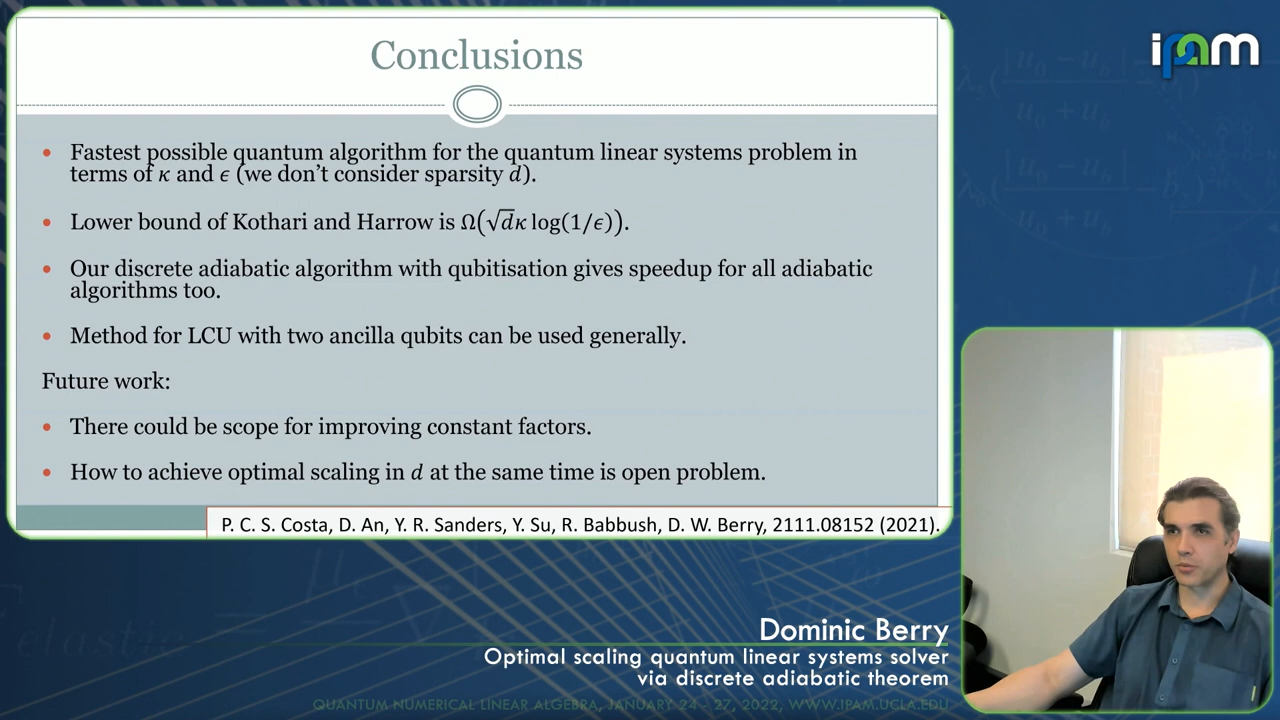 Conclusions
ipam
• Fastest possible quantum algorithm for the quantum linear systems problem in
terms of κ and ϵ (we don't consider sparsity d).
• Lower bound of Kothari and Harrow is Ω(√dκ log(1/ϵ)).
• Our discrete adiabatic algorithm with qubitisation gives speedup for all adiabatic
algorithms too.
• Method for LCU with two ancilla qubits can be used generally.
Future work:
• There could be scope for improving constant factors.
• How to achieve optimal scaling in d at the same time is open problem.
P. C. S. Costa, D. An, Y. R. Sanders, Y. Su, R. Babbush, D. W. Berry, 2111.08152 (2021).
elastic
Dominic Berry
Optimal scaling quantum linear systems solver
via discrete adiabatic theorem
QUANTUM NUMERICAL LINEAR ALGEBRA, JANUARY 24 - 27, 2022, WWW.IPAM.UCLA.EDU